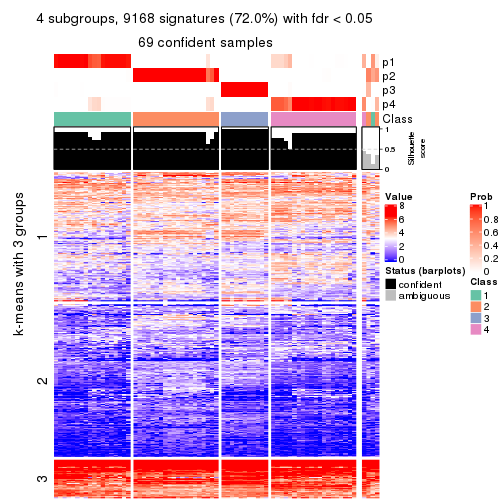 4 subgroups, 9168 signatures (72.0%) with fdr < 0.05
69 confident samples
p1
p2
p3
p4
Class
1
0.5
0
Silhouette
score
k-means with 3 groups
1
2
3
Value
8
6
4
2
0
Status (barplots)
confident
ambiguous
Prob
1
0.8
0.6
0.4
0.2
0
Class
1
2
3
4